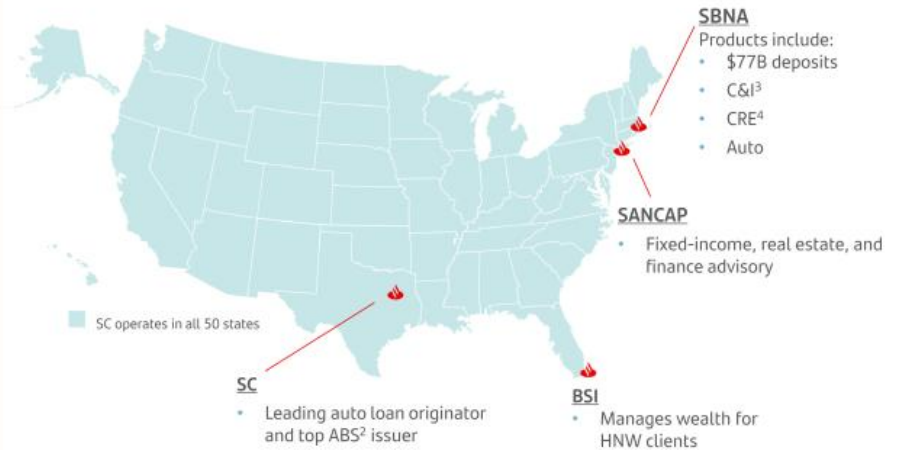 SBNA
Products include:
• $77B deposits
• C&I³
• CRE⁴
• Auto
SANCAP
• Fixed-income, real estate, and
finance advisory
SC operates in all 50 states
SC
• Leading auto loan originator
and top ABS² issuer
BSI
• Manages wealth for
HNW clients